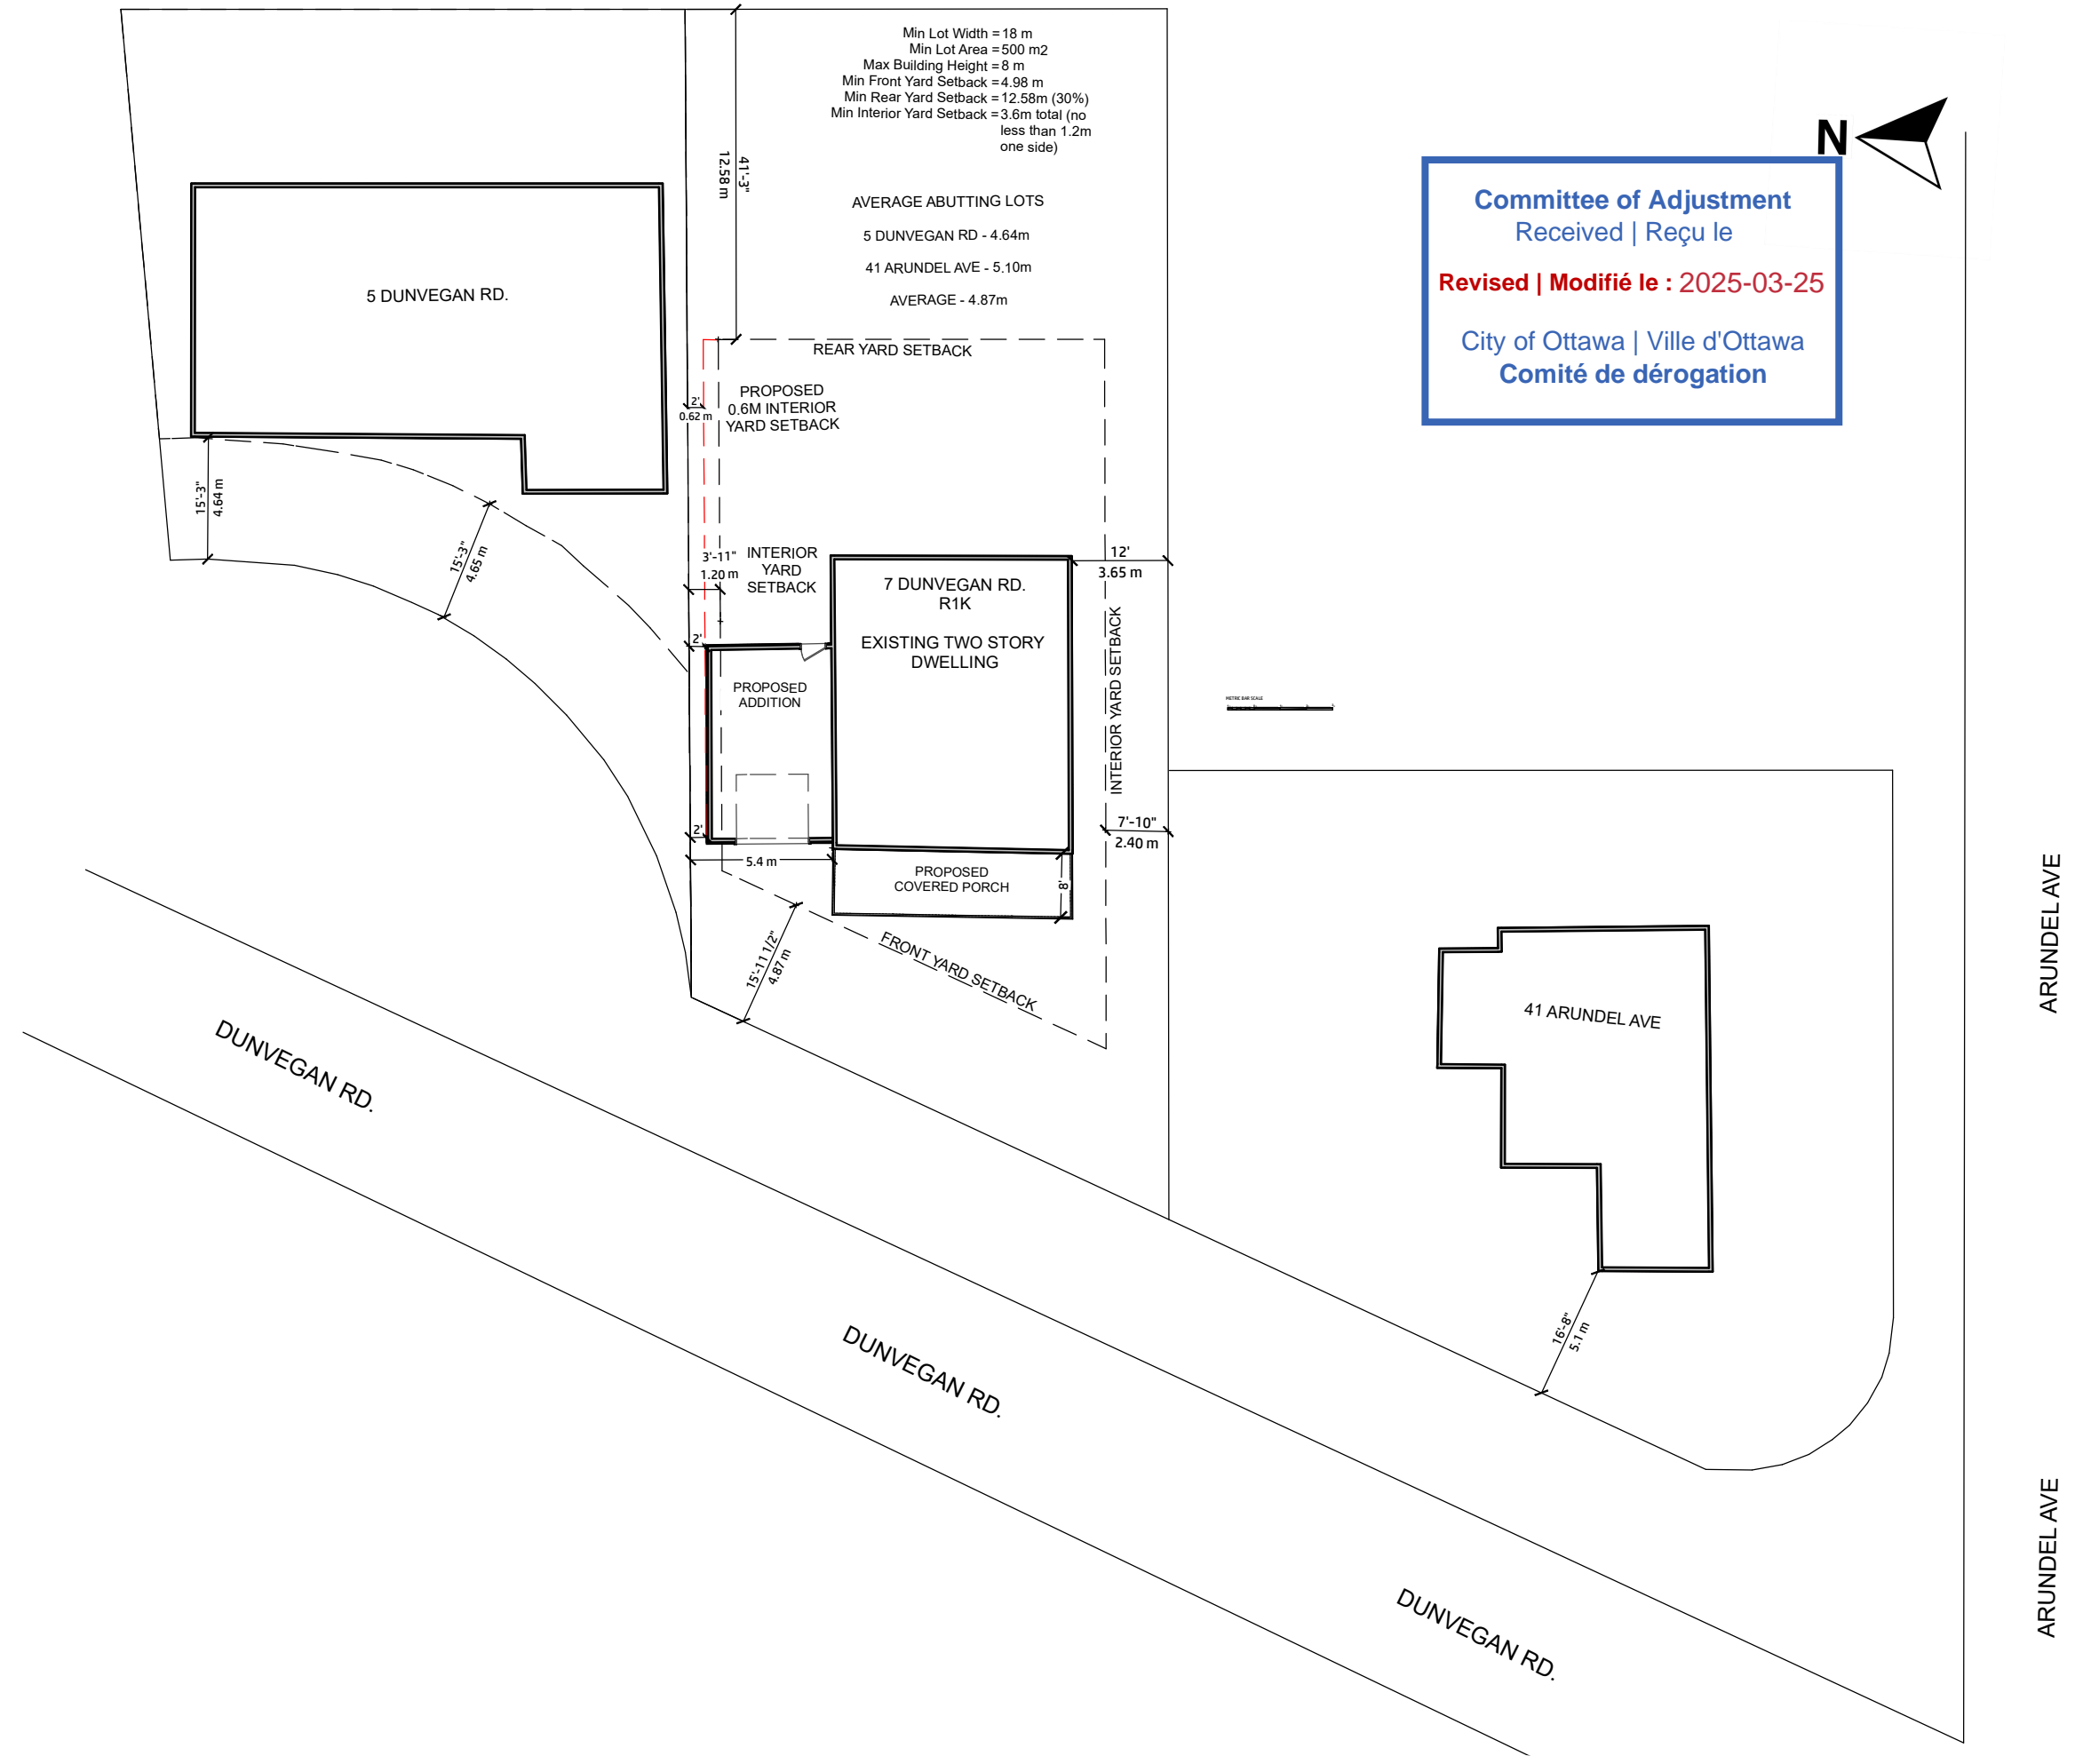 Min Lot Width = 18 m
Min Lot Area = 500 m2
Max Building Height = 8 m
Min Front Yard Setback = 4.98 m
Min Rear Yard Setback = 12.58m (30%)
Min Interior Yard Setback = 3.6m total (no
less than 1.2m
one side)
41'-3"
12.58 m
AVERAGE ABUTTING LOTS
5 DUNVEGAN RD - 4.64m
41 ARUNDEL AVE - 5.10m
AVERAGE - 4.87m
N
Committee of Adjustment
Received | Reçu le
Revised | Modifié le : 2025-03-25
City of Ottawa | Ville d'Ottawa
Comité de dérogation
5 DUNVEGAN RD.
REAR YARD SETBACK
PROPOSED
0.6M INTERIOR
YARD SETBACK
2'
0.62 m
15'-3"
4.64 m
15'-3"
4.65 m
3'-11"
1.20 m
INTERIOR
YARD
SETBACK
7 DUNVEGAN RD.
R1K
EXISTING TWO STORY
DWELLING
12'
3.65 m
INTERIOR YARD SETBACK
2'
PROPOSED
ADDITION
METRIC BAR SCALE
2'
5.4 m
7'-10"
2.40 m
PROPOSED
COVERED PORCH
8'
15'-11 1/2"
4.87 m
FRONT YARD SETBACK
41 ARUNDEL AVE
ARUNDEL AVE
DUNVEGAN RD.
16'-8"
5.1 m
DUNVEGAN RD.
ARUNDEL AVE
DUNVEGAN RD.